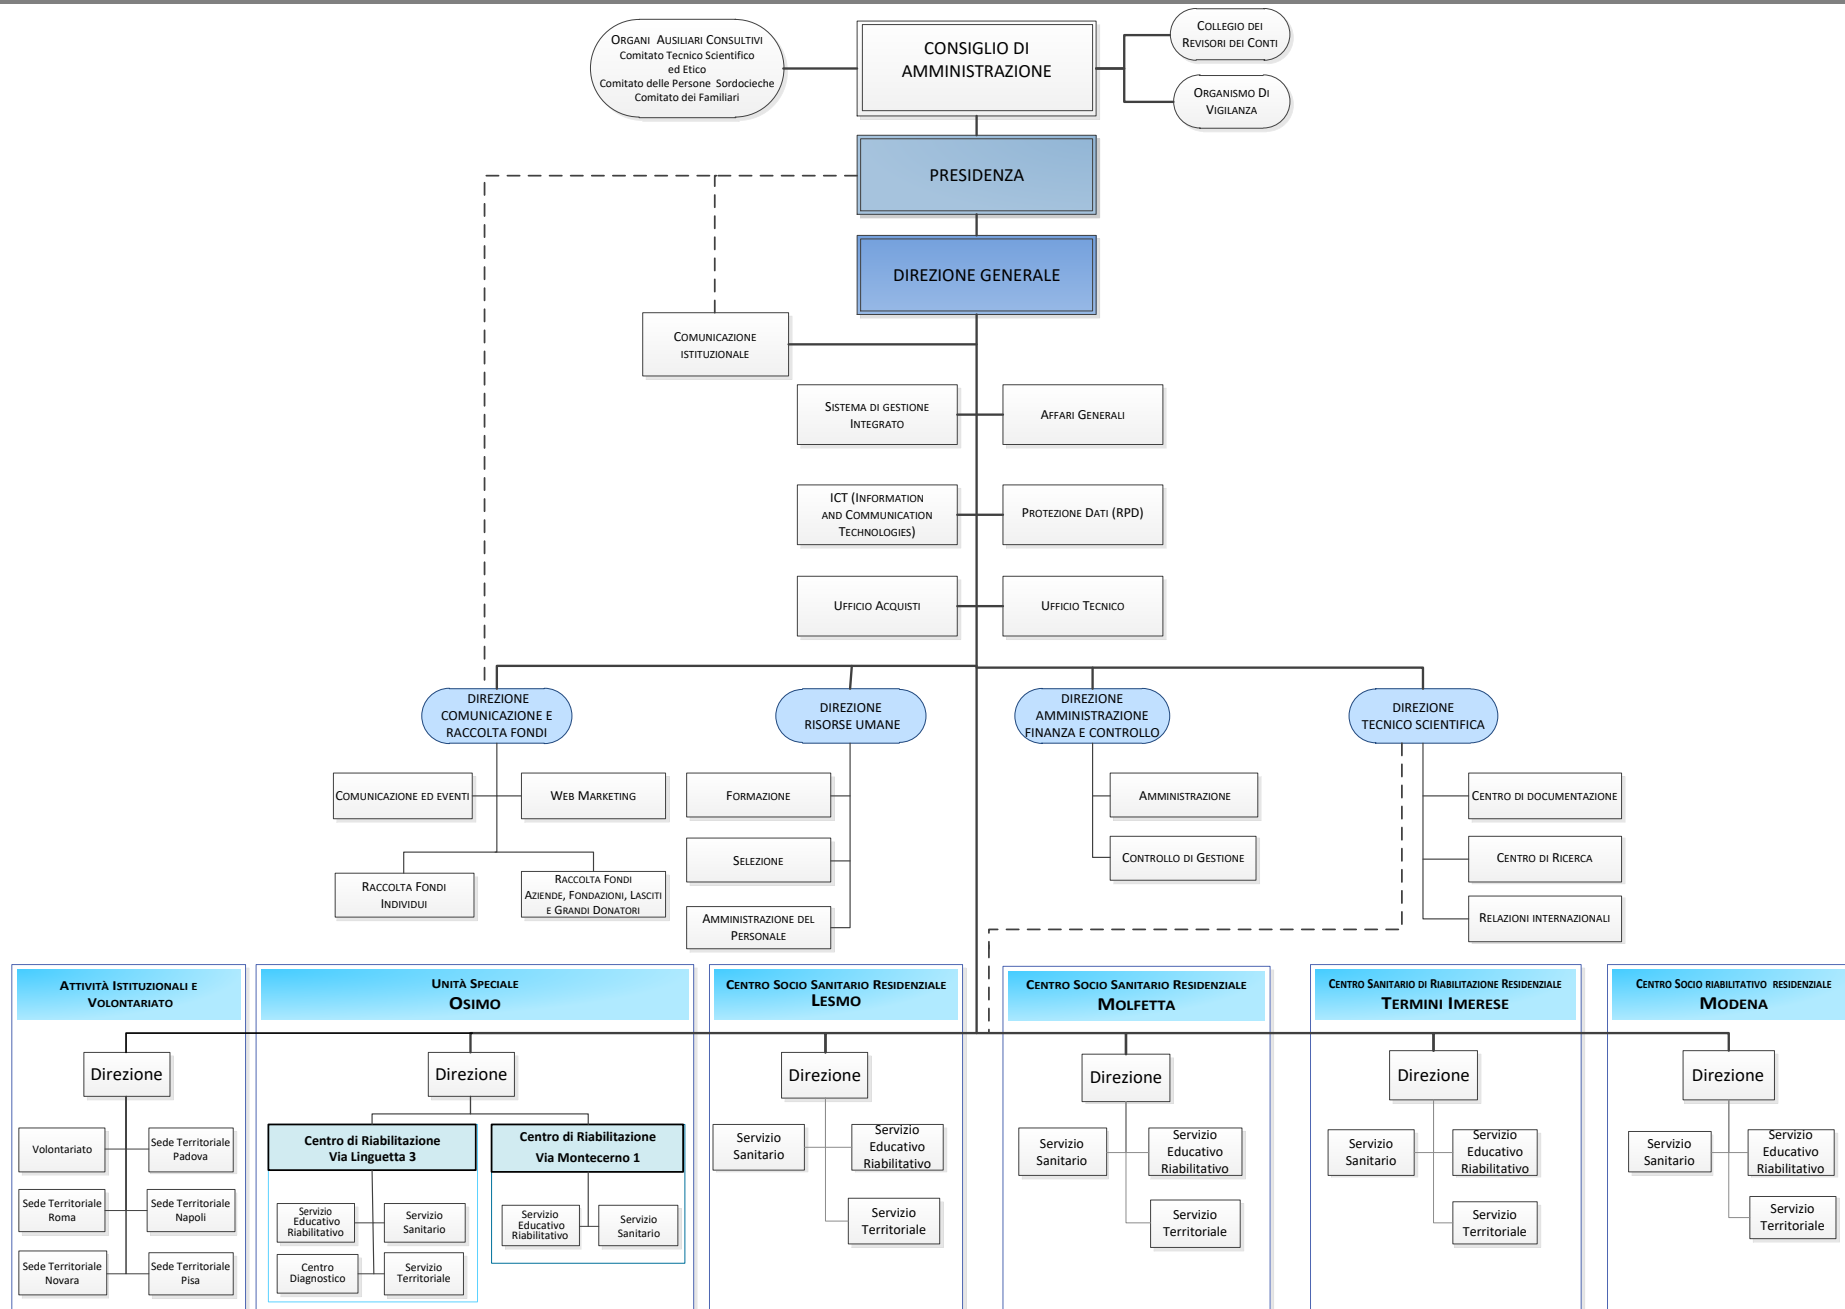 Organi Ausiliari Consultivi
Comitato Tecnico Scientifico
ed Etico
Comitato delle Persone Sordocieche
Comitato dei Familiari
CONSIGLIO DI
AMMINISTRAZIONE
Collegio dei
Revisori dei Conti
Organismo Di
Vigilanza
PRESIDENZA
DIREZIONE GENERALE
Comunicazione
istituzionale
Sistema di gestione
Integrato
Affari Generali
ICT (Information
and Communication
Technologies)
Protezione Dati (RPD)
Ufficio Acquisti
Ufficio Tecnico
DIREZIONE
COMUNICAZIONE E
RACCOLTA FONDI
DIREZIONE
RISORSE UMANE
DIREZIONE
AMMINISTRAZIONE
FINANZA E CONTROLLO
DIREZIONE
TECNICO SCIENTIFICA
Comunicazione ed eventi
Web Marketing
Raccolta Fondi
Individui
Raccolta Fondi
Aziende, Fondazioni, Lasciti
e Grandi Donatori
Formazione
Selezione
Amministrazione del
Personale
Amministrazione
Controllo di Gestione
Centro di documentazione
Centro di Ricerca
Relazioni internazionali
Attività Istituzionali e
Volontariato
Direzione
Volontariato
Sede Territoriale
Padova
Sede Territoriale
Roma
Sede Territoriale
Napoli
Sede Territoriale
Novara
Sede Territoriale
Pisa
Unità Speciale
Osimo
Direzione
Centro di Riabilitazione
Via Linguetta 3
Servizio
Educativo
Riabilitativo
Servizio
Sanitario
Centro
Diagnostico
Servizio
Territoriale
Centro di Riabilitazione
Via Montecerno 1
Servizio
Educativo
Riabilitativo
Servizio
Sanitario
Centro Socio Sanitario Residenziale
Lesmo
Direzione
Servizio
Sanitario
Servizio
Educativo
Riabilitativo
Servizio
Territoriale
Centro Socio Sanitario Residenziale
Molfetta
Direzione
Servizio
Sanitario
Servizio
Educativo
Riabilitativo
Servizio
Territoriale
Centro Sanitario di Riabilitazione Residenziale
Termini Imerese
Direzione
Servizio
Sanitario
Servizio
Educativo
Riabilitativo
Servizio
Territoriale
Centro Socio riabilitativo residenziale
Modena
Direzione
Servizio
Sanitario
Servizio
Educativo
Riabilitativo
Servizio
Territoriale